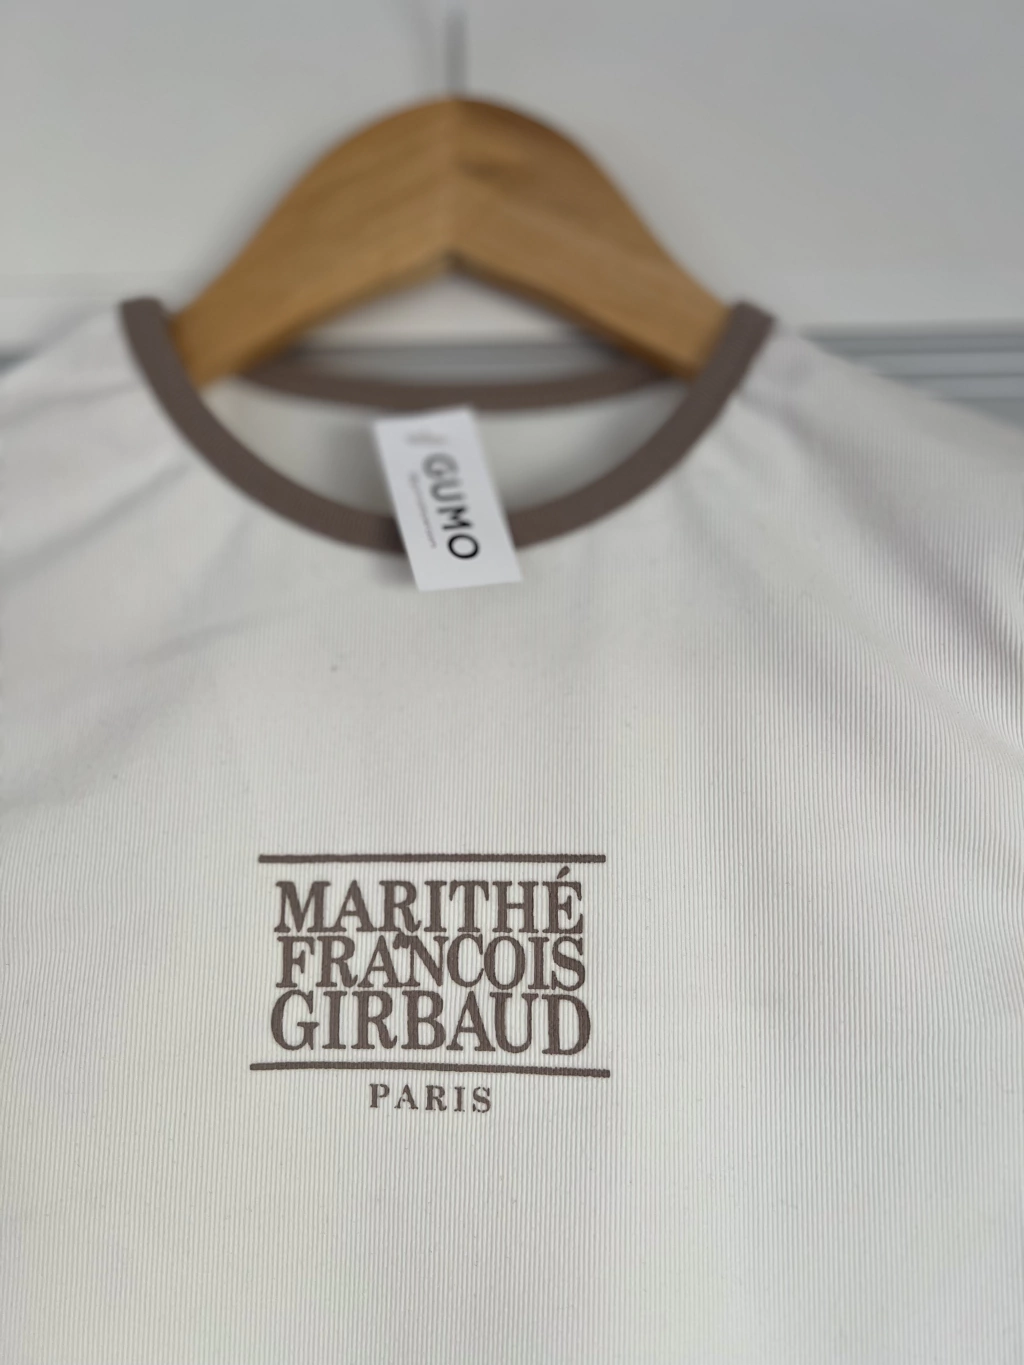 GUMO
MARITHÉ
FRANCOIS
GIRBAUD
PARIS